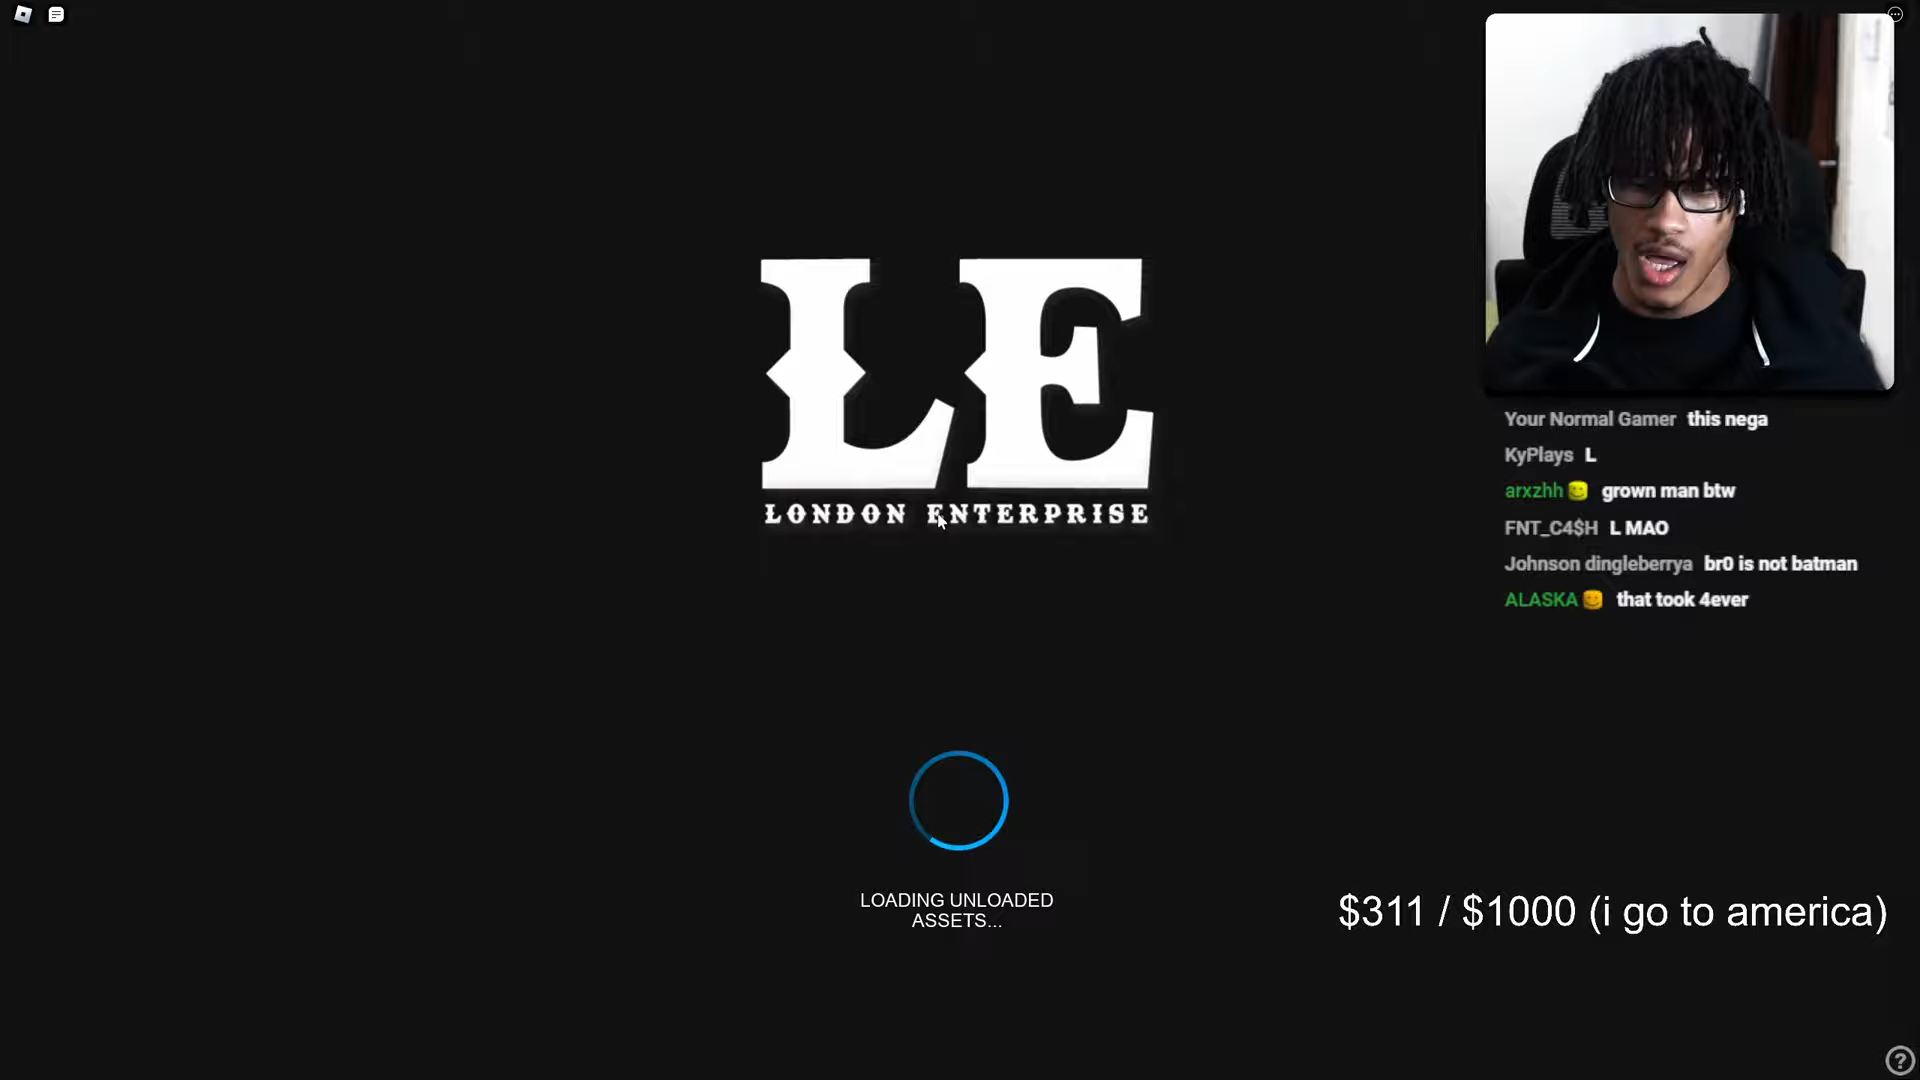 LE
LONDON ENTERPRISE
Your Normal Gamer this nega
KyPlays L
arxzhh grown man btw
FNT_C4$H L MAO
Johnson dingleberrya br0 is not batman
ALASKA that took 4ever
LOADING UNLOADED
ASSETS...
$311 / $1000 (i go to america)
?